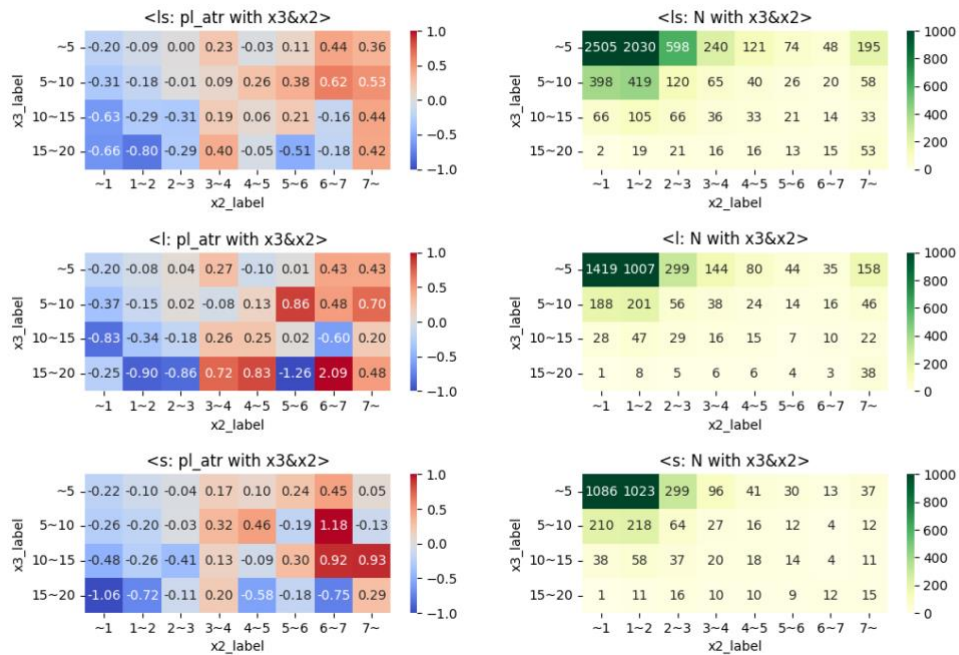 <ls: pl_atr with x3&x2>
x3_label
~5 -0.20 -0.09 0.00 0.23 -0.03 0.11 0.44 0.36
5~10 -0.31 -0.18 -0.01 0.09 0.26 0.38 0.62 0.53
10~15 -0.63 -0.29 -0.31 0.19 0.06 0.21 -0.16 0.44
15~20 -0.66 -0.80 -0.29 0.40 -0.05 -0.51 -0.18 0.42
~1 1~2 2~3 3~4 4~5 5~6 6~7 7~
x2_label
1.0
0.5
0.0
−0.5
−1.0
<ls: N with x3&x2>
x3_label
~5 2505 2030 598 240 121 74 48 195
5~10 398 419 120 65 40 26 20 58
10~15 66 105 66 36 33 21 14 33
15~20 2 19 21 16 16 13 15 53
~1 1~2 2~3 3~4 4~5 5~6 6~7 7~
x2_label
1000
800
600
400
200
0
<l: pl_atr with x3&x2>
x3_label
~5 -0.20 -0.08 0.04 0.27 -0.10 0.01 0.43 0.43
5~10 -0.37 -0.15 0.02 -0.08 0.13 0.86 0.48 0.70
10~15 -0.83 -0.34 -0.18 0.26 0.25 0.02 -0.60 0.20
15~20 -0.25 -0.90 -0.86 0.72 0.83 -1.26 2.09 0.48
~1 1~2 2~3 3~4 4~5 5~6 6~7 7~
x2_label
1.0
0.5
0.0
−0.5
−1.0
<l: N with x3&x2>
x3_label
~5 1419 1007 299 144 80 44 35 158
5~10 188 201 56 38 24 14 16 46
10~15 28 47 29 16 15 7 10 22
15~20 1 8 5 6 6 4 3 38
~1 1~2 2~3 3~4 4~5 5~6 6~7 7~
x2_label
1000
800
600
400
200
0
<s: pl_atr with x3&x2>
x3_label
~5 -0.22 -0.10 -0.04 0.17 0.10 0.24 0.45 0.05
5~10 -0.26 -0.20 -0.03 0.32 0.46 -0.19 1.18 -0.13
10~15 -0.48 -0.26 -0.41 0.13 -0.09 0.30 0.92 0.93
15~20 -1.06 -0.72 -0.11 0.20 -0.58 -0.18 -0.75 0.29
~1 1~2 2~3 3~4 4~5 5~6 6~7 7~
x2_label
1.0
0.5
0.0
−0.5
−1.0
<s: N with x3&x2>
x3_label
~5 1086 1023 299 96 41 30 13 37
5~10 210 218 64 27 16 12 4 12
10~15 38 58 37 20 18 14 4 11
15~20 1 11 16 10 10 9 12 15
~1 1~2 2~3 3~4 4~5 5~6 6~7 7~
x2_label
1000
800
600
400
200
0